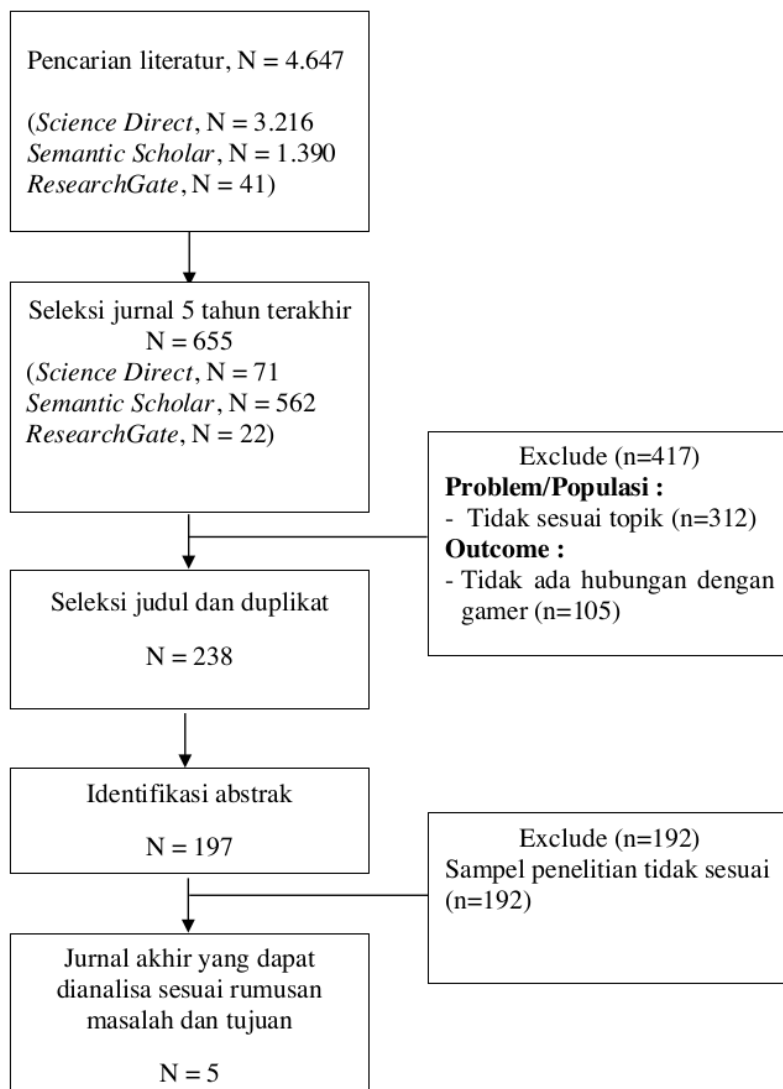 Pencarian literatur, N = 4.647
(Science Direct, N = 3.216
Semantic Scholar, N = 1.390
ResearchGate, N = 41)
Seleksi jurnal 5 tahun terakhir
N = 655
(Science Direct, N = 71
Semantic Scholar, N = 562
ResearchGate, N = 22)
Exclude (n=417)
Problem/Populasi :
- Tidak sesuai topik (n=312)
Outcome :
- Tidak ada hubungan dengan
gamer (n=105)
Seleksi judul dan duplikat
N = 238
Identifikasi abstrak
N = 197
Exclude (n=192)
Sampel penelitian tidak sesuai
(n=192)
Jurnal akhir yang dapat
dianalisa sesuai rumusan
masalah dan tujuan
N = 5